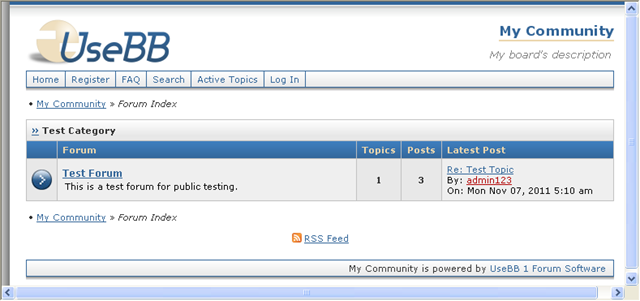 UseBB
My Community
My board's description
Home Register FAQ Search Active Topics Log In
• My Community » Forum Index
» Test Category
Forum Topics Posts Latest Post
Test Forum
This is a test forum for public testing.
1 3
Re: Test Topic
By: admin123
On: Mon Nov 07, 2011 5:10 am
• My Community » Forum Index
RSS Feed
My Community is powered by UseBB 1 Forum Software